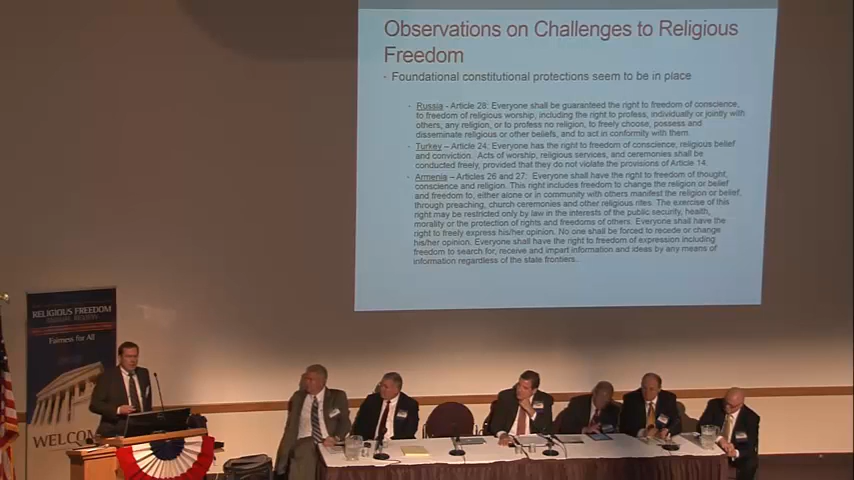 Observations on Challenges to Religious
Freedom
Foundational constitutional protections seem to be in place
Russia - Article 28: Everyone shall be guaranteed the right to freedom of conscience,
to freedom of religious worship, including the right to profess, individually or jointly with
others, any religion, or to profess no religion, to freely choose, possess and
disseminate religious or other beliefs, and to act in conformity with them.
Turkey – Article 24: Everyone has the right to freedom of conscience, religious belief
and conviction. Acts of worship, religious services, and ceremonies shall be
conducted freely, provided that they do not violate the provisions of Article 14.
Armenia – Articles 26 and 27: Everyone shall have the right to freedom of thought,
conscience and religion. This right includes freedom to change the religion or belief
and freedom to, either alone or in community with others manifest the religion or belief,
through preaching, church ceremonies and other religious rites. The exercise of this
right may be restricted only by law in the interests of the public security, health,
morality or the protection of rights and freedoms of others. Everyone shall have the
right to freely express his/her opinion. No one shall be forced to recede or change
his/her opinion. Everyone shall have the right to freedom of expression including
freedom to search for, receive and impart information and ideas by any means of
information regardless of the state frontiers.
RELIGIOUS FREEDOM
ANNUAL REVIEW
Fairness for All
WELCOM